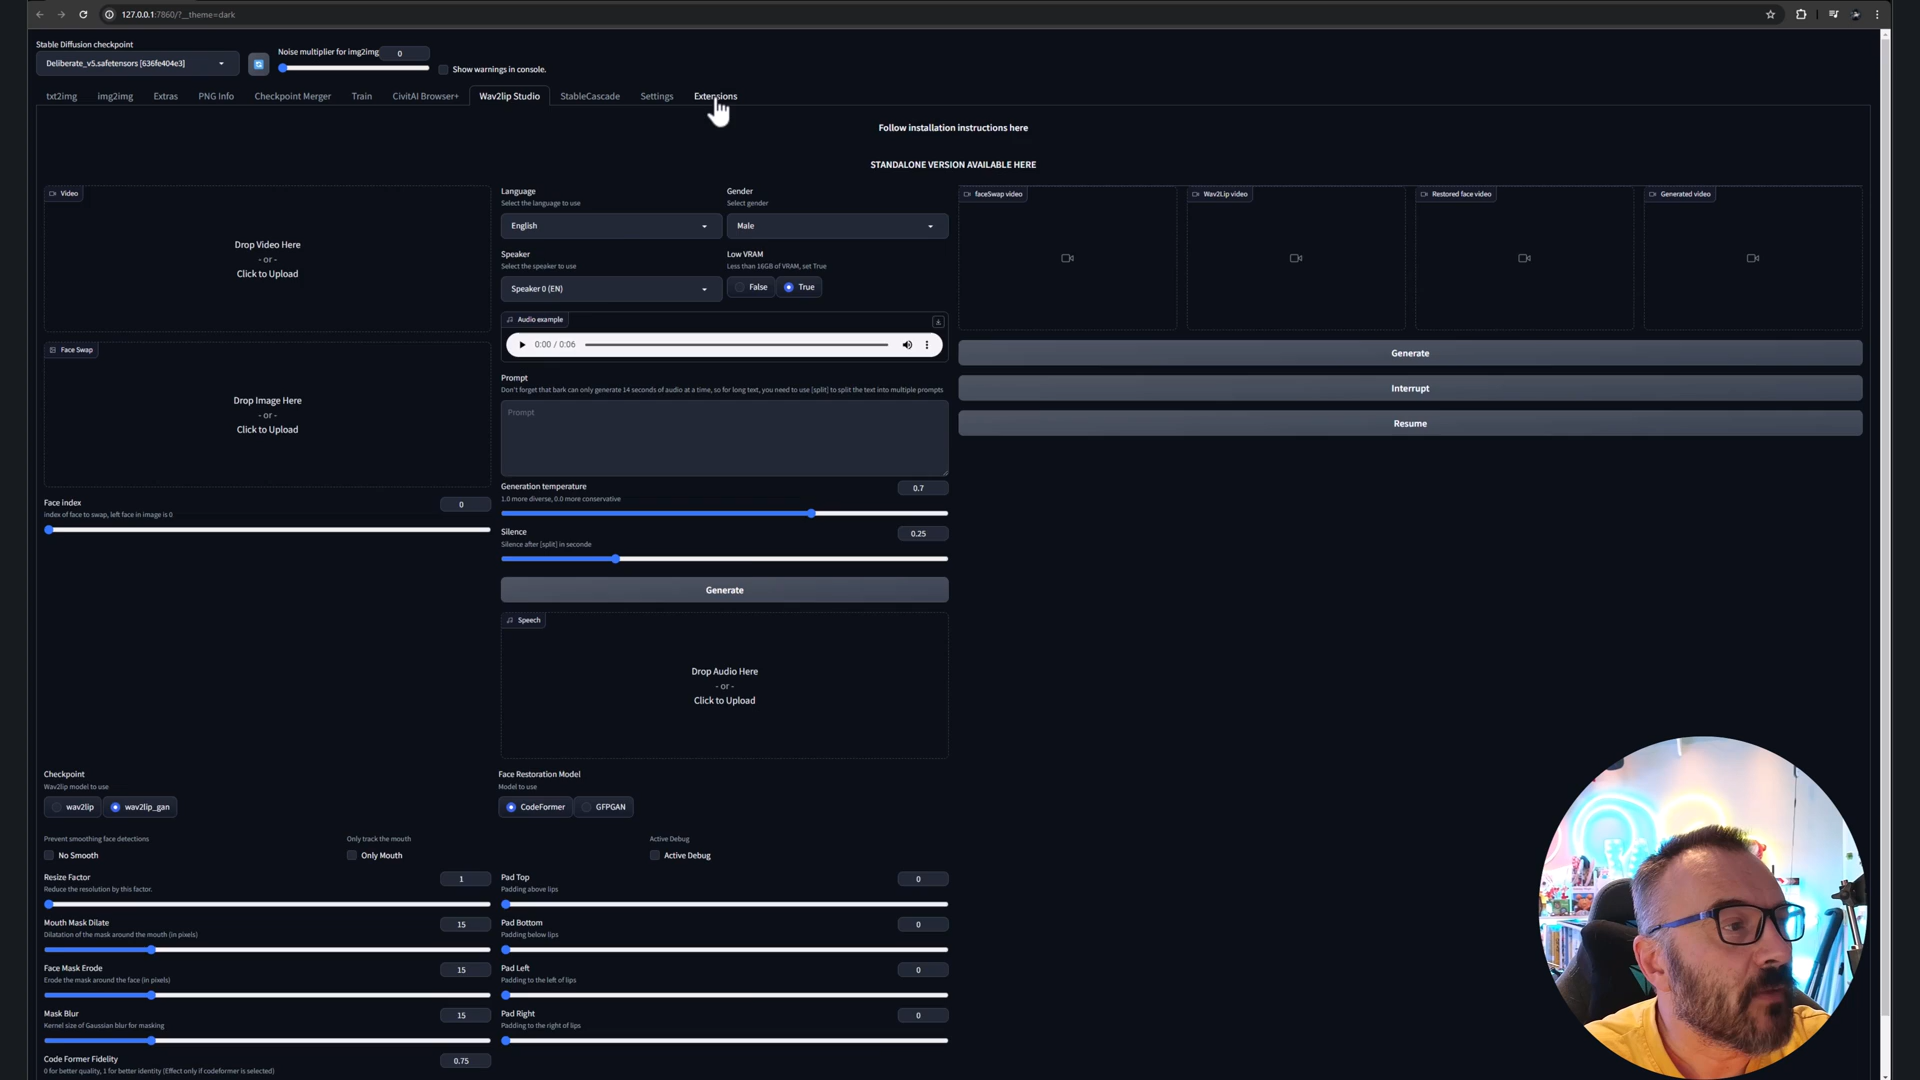 127.0.0.1:7860/?__theme=dark
Stable Diffusion checkpoint
Deliberate_v5.safetensors [636fe404e3]
Noise multiplier for img2img
0
Show warnings in console.
txt2img
img2img
Extras
PNG Info
Checkpoint Merger
Train
CivitAI Browser+
Wav2lip Studio
StableCascade
Settings
Extensions
Follow installation instructions here
STANDALONE VERSION AVAILABLE HERE
Video
Drop Video Here
- or -
Click to Upload
Face Swap
Drop Image Here
- or -
Click to Upload
Face index
0
Index of face to swap, left face in image is 0
Language
Select the language to use
English
Gender
Select gender
Male
Speaker
Select the speaker to use
Speaker 0 (EN)
Low VRAM
Less than 16GB of VRAM, set True
False
True
Audio example
0:00 / 0:06
Prompt
Don't forget that bark can only generate 14 seconds of audio at a time, so for long text, you need to use [split] to split the text into multiple prompts
Prompt
Generation temperature
0.7
1.0 more diverse, 0.0 more conservative
Silence
0.25
Silence after [split] in seconde
Generate
Speech
Drop Audio Here
- or -
Click to Upload
faceSwap video
Wav2Lip video
Restored face video
Generated video
Generate
Interrupt
Resume
Checkpoint
Wav2lip model to use
wav2lip
wav2lip_gan
Face Restoration Model
Model to use
CodeFormer
GFPGAN
Prevent smoothing face detections
No Smooth
Only track the mouth
Only Mouth
Active Debug
Active Debug
Resize Factor
1
Reduce the resolution by this factor.
Pad Top
0
Padding above lips
Mouth Mask Dilate
15
Dilatation of the mask around the mouth (in pixels)
Pad Bottom
0
Padding below lips
Face Mask Erode
15
Erode the mask around the face (in pixels)
Pad Left
0
Padding to the left of lips
Mask Blur
15
Kernel size of Gaussian blur for masking
Pad Right
0
Padding to the right of lips
Code Former Fidelity
0.75
0 for better quality, 1 for better identity (Effect only if codeformer is selected)